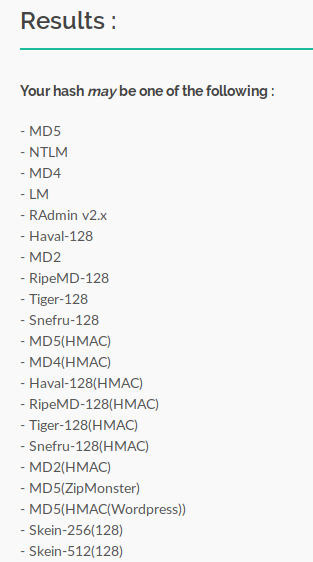 Results :
Your hash may be one of the following :
- MD5
- NTLM
- MD4
- LM
- RAdmin v2.x
- Haval-128
- MD2
- RipeMD-128
- Tiger-128
- Snefru-128
- MD5(HMAC)
- MD4(HMAC)
- Haval-128(HMAC)
- RipeMD-128(HMAC)
- Tiger-128(HMAC)
- Snefru-128(HMAC)
- MD2(HMAC)
- MD5(ZipMonster)
- MD5(HMAC(Wordpress))
- Skein-256(128)
- Skein-512(128)